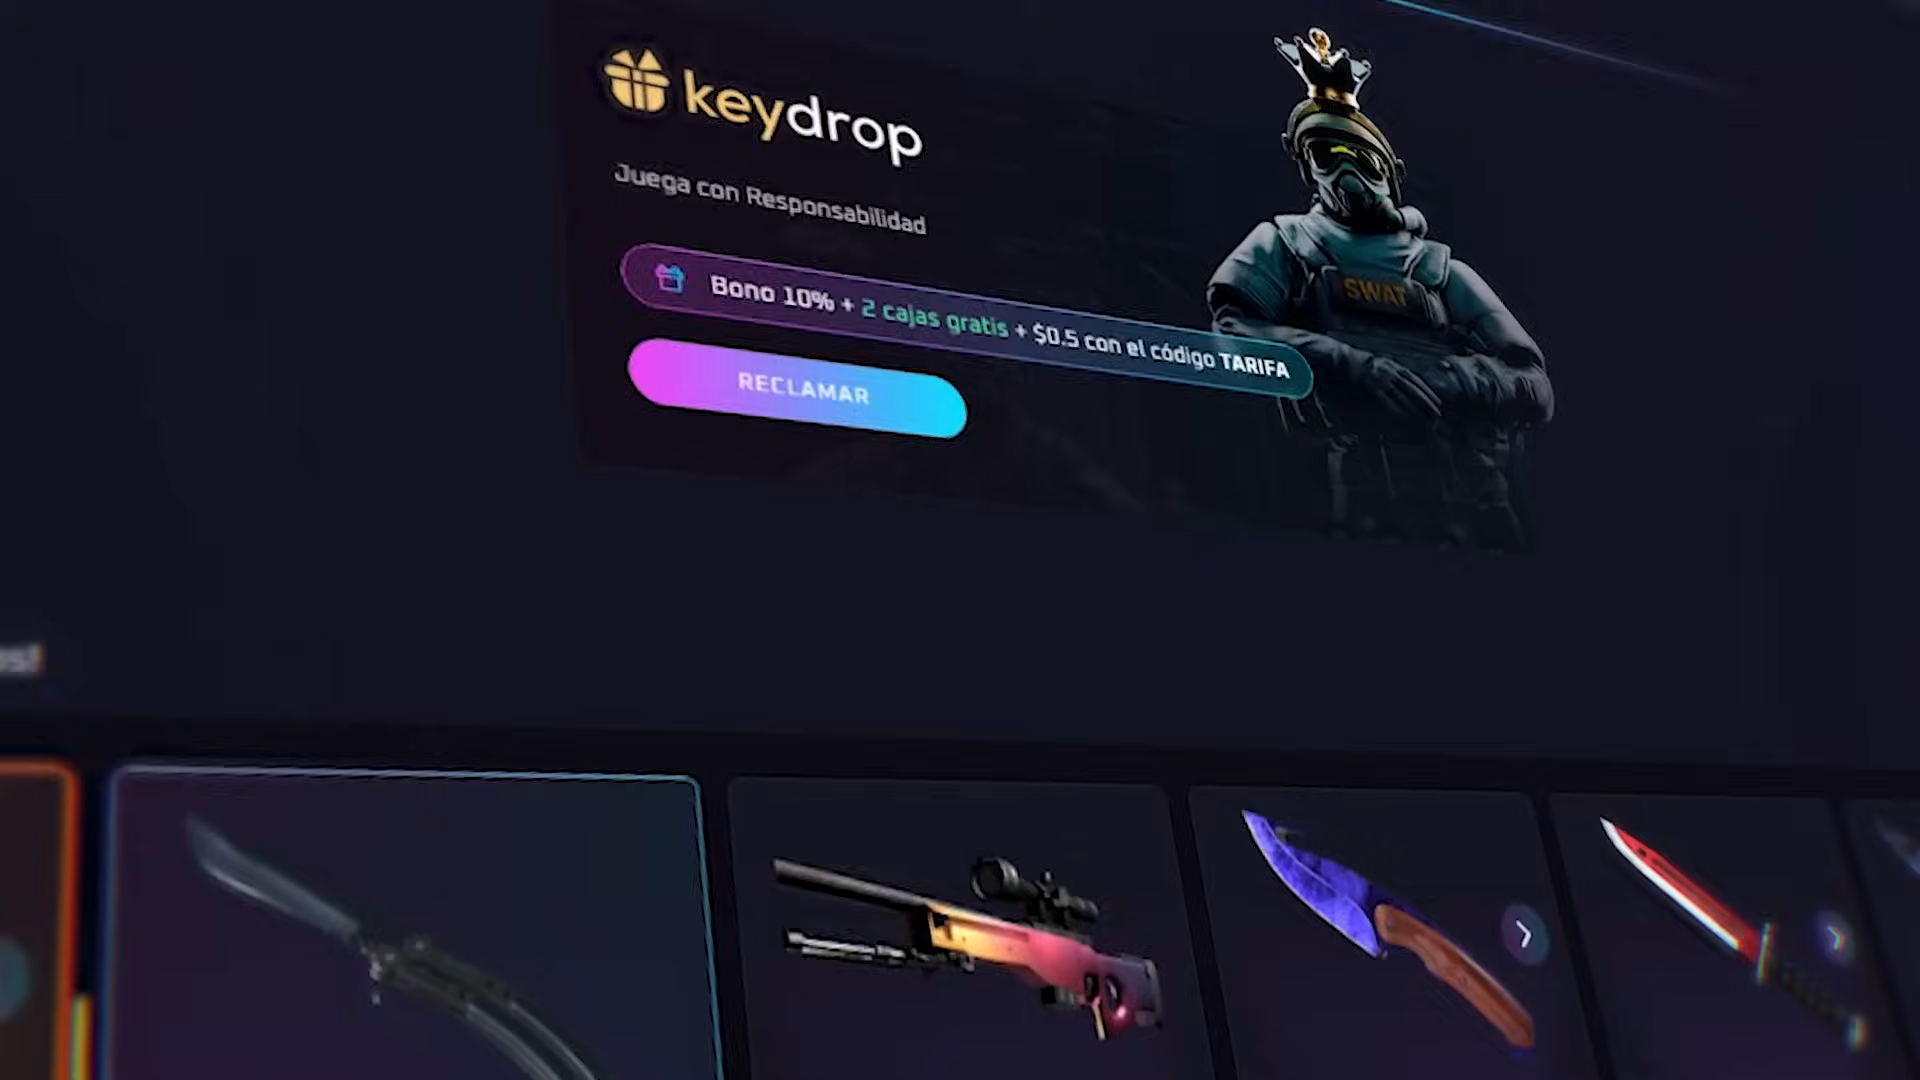 keydrop
Juega con Responsabilidad
Bono 10% + 2 cajas gratis + $0.5 con el código TARIFA
SWAT
RECLAMAR